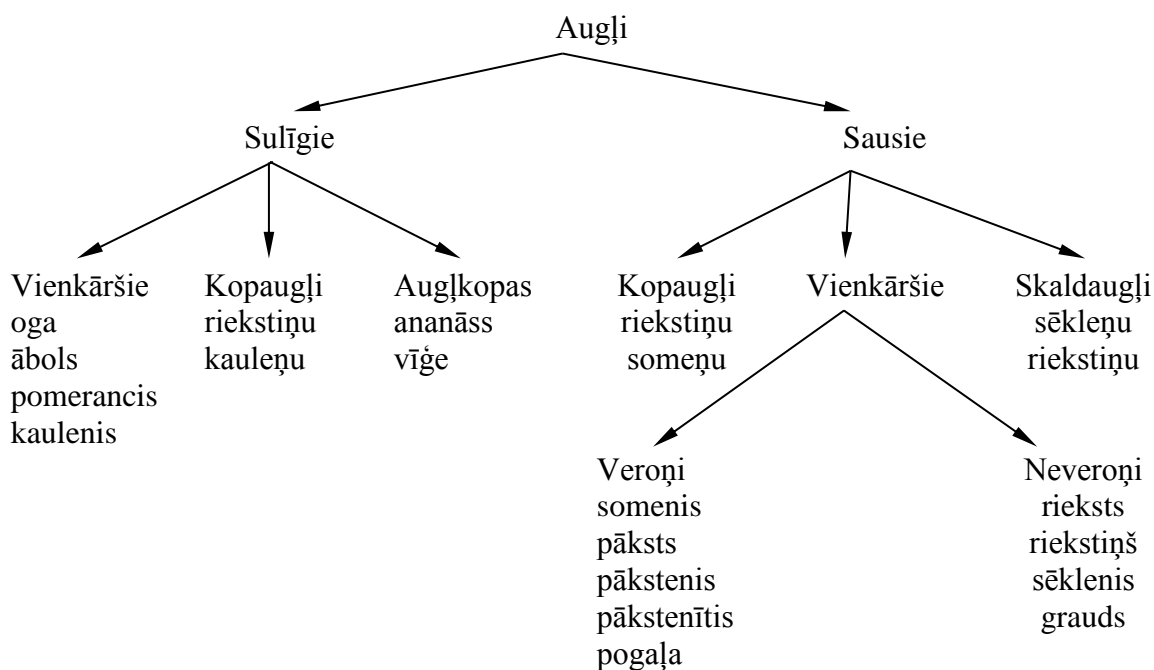 Augļi
Sulīgie
Sausie
Vienkāršie
oga
ābols
pomerancis
kaulenis
Kopaugļi
riekstiņu
kauleņu
Augļkopas
ananāss
vīģe
Kopaugļi
riekstiņu
someņu
Vienkāršie
Skaldaugļi
sēkleņu
riekstiņu
Veroņi
somenis
pāksts
pākstenis
pākstenītis
pogaļa
Neveroņi
rieksts
riekstiņš
sēklenis
grauds